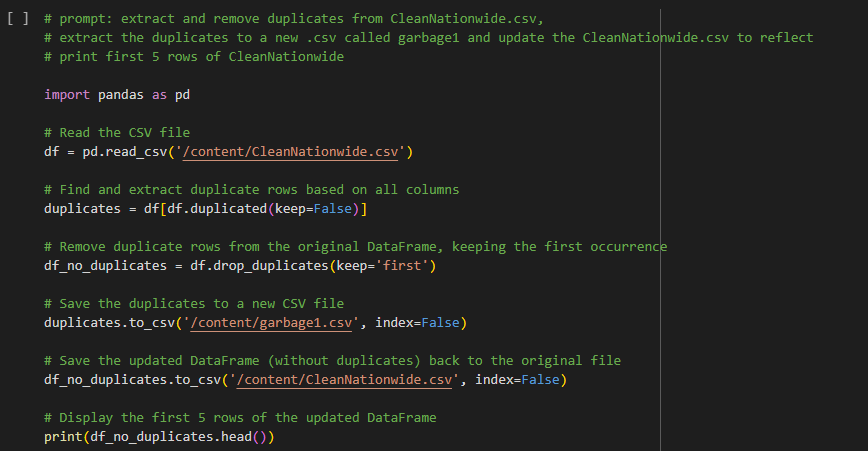 [ ] # prompt: extract and remove duplicates from CleanNationwide.csv,
# extract the duplicates to a new .csv called garbage1 and update the CleanNationwide.csv to reflect
# print first 5 rows of CleanNationwide
import pandas as pd
# Read the CSV file
df = pd.read_csv('/content/CleanNationwide.csv')
# Find and extract duplicate rows based on all columns
duplicates = df[df.duplicated(keep=False)]
# Remove duplicate rows from the original DataFrame, keeping the first occurrence
df_no_duplicates = df.drop_duplicates(keep='first')
# Save the duplicates to a new CSV file
duplicates.to_csv('/content/garbage1.csv', index=False)
# Save the updated DataFrame (without duplicates) back to the original file
df_no_duplicates.to_csv('/content/CleanNationwide.csv', index=False)
# Display the first 5 rows of the updated DataFrame
print(df_no_duplicates.head())